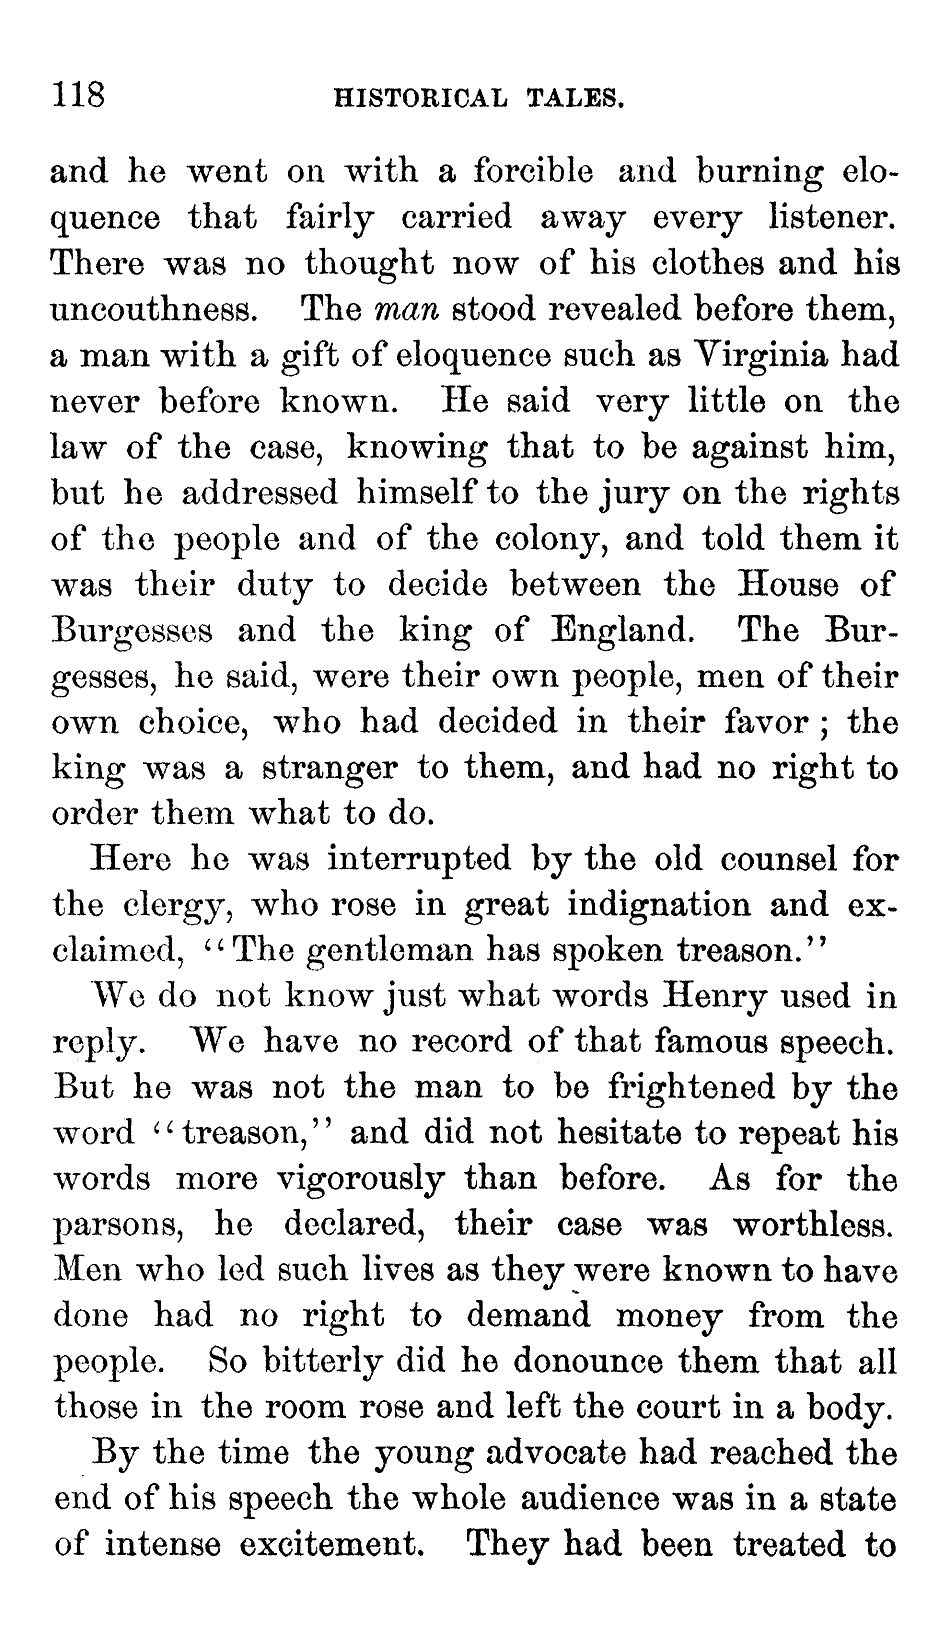 118 HISTORICAL TALES.
and he went on with a forcible and burning elo-
quence that fairly carried away every listener.
There was no thought now of his clothes and his
uncouthness. The man stood revealed before them,
a man with a gift of eloquence such as Virginia had
never before known. He said very little on the
law of the case, knowing that to be against him,
but he addressed himself to the jury on the rights
of the people and of the colony, and told them it
was their duty to decide between the House of
Burgesses and the king of England. The Bur-
gesses, he said, were their own people, men of their
own choice, who had decided in their favor; the
king was a stranger to them, and had no right to
order them what to do.
Here he was interrupted by the old counsel for
the clergy, who rose in great indignation and ex-
claimed, "The gentleman has spoken treason."
We do not know just what words Henry used in
reply. We have no record of that famous speech.
But he was not the man to be frightened by the
word "treason," and did not hesitate to repeat his
words more vigorously than before. As for the
parsons, he declared, their case was worthless.
Men who led such lives as they were known to have
done had no right to demand money from the
people. So bitterly did he donounce them that all
those in the room rose and left the court in a body.
By the time the young advocate had reached the
end of his speech the whole audience was in a state
of intense excitement. They had been treated to